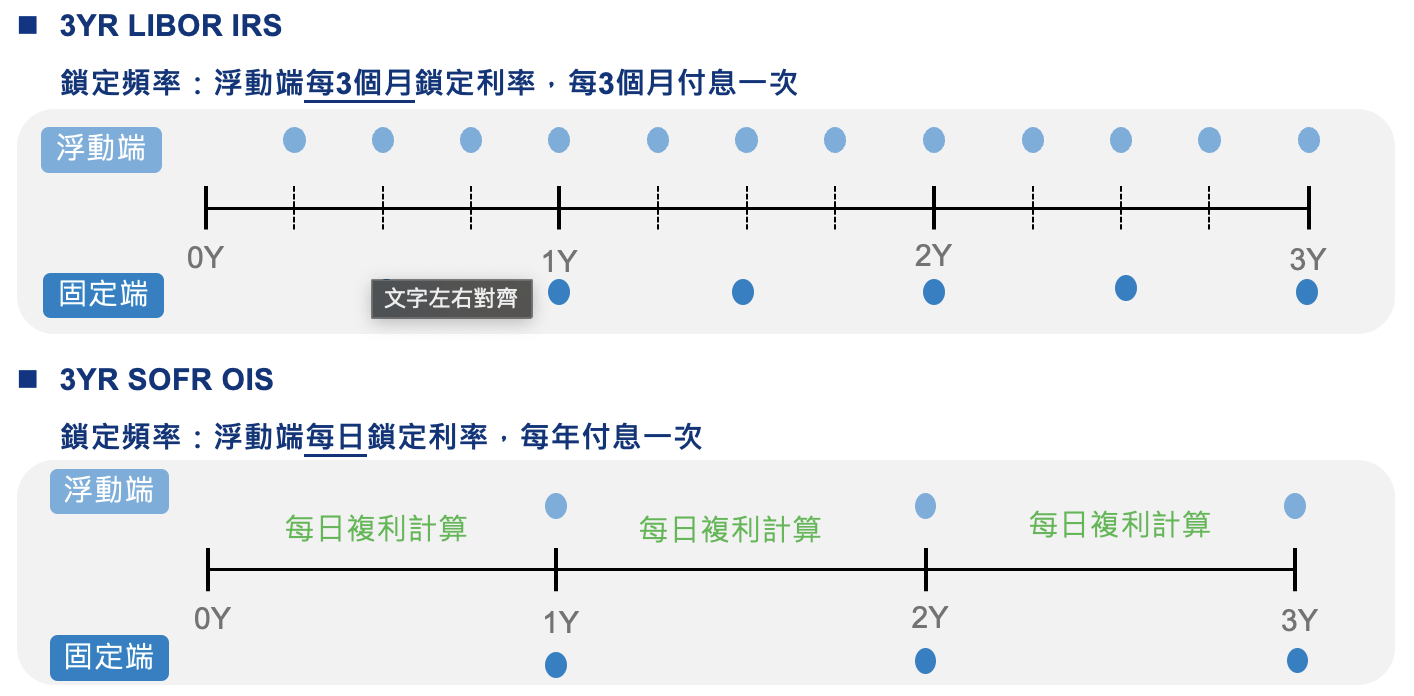 3YR LIBOR IRS
鎖定頻率：浮動端每3個月鎖定利率，每3個月付息一次
浮動端
0Y
1Y
2Y
3Y
固定端
文字左右對齊
3YR SOFR OIS
鎖定頻率：浮動端每日鎖定利率，每年付息一次
浮動端
每日複利計算
每日複利計算
每日複利計算
0Y
1Y
2Y
3Y
固定端